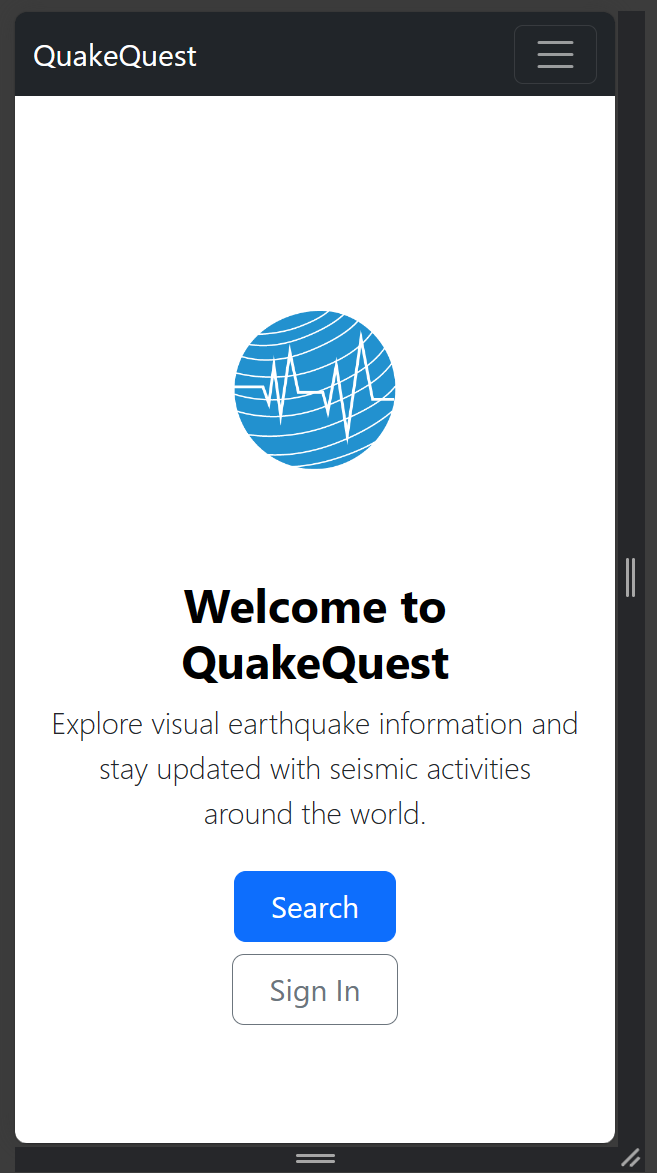 QuakeQuest
Welcome to
QuakeQuest
Explore visual earthquake information and
stay updated with seismic activities
around the world.
Search
Sign In